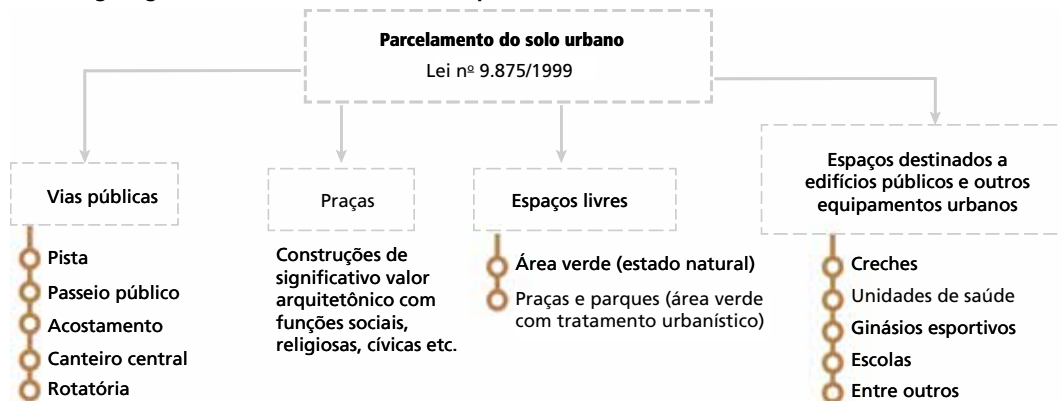 Parcelamento do solo urbano
Lei nº 9.875/1999
Vias públicas
Pista
Passeio público
Acostamento
Canteiro central
Rotatória
Praças
Construções de
significativo valor
arquitetônico com
funções sociais,
religiosas, cívicas etc.
Espaços livres
Área verde (estado natural)
Praças e parques (área verde
com tratamento urbanístico)
Espaços destinados a
edifícios públicos e outros
equipamentos urbanos
Creches
Unidades de saúde
Ginásios esportivos
Escolas
Entre outros